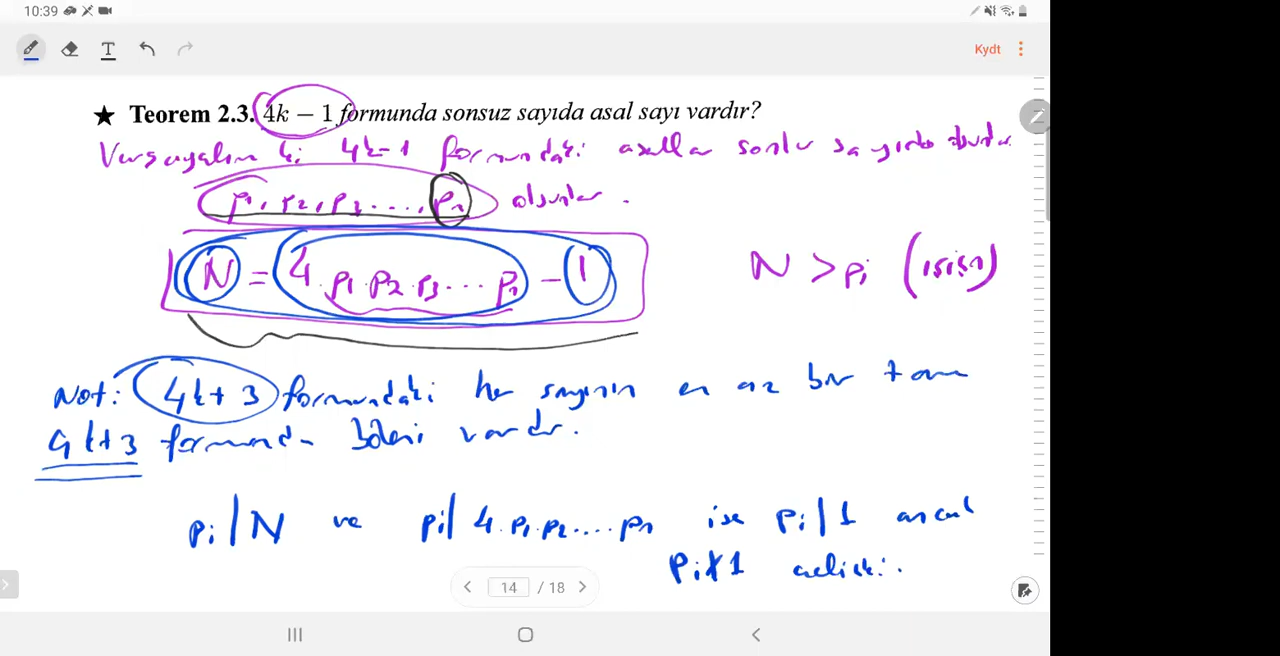 10:39
Kydt
★ Teorem 2.3. 4k – 1 formunda sonsuz sayıda asal sayı vardır?
Varsayalım ki 4k-1 formundaki asallar sonlu sayıda olsunlar.
p1, p2, p3 .... pn olsunlar.
N = 4.p1.p2.p3... pn - 1 N > pi
Not: 4k+3 formundaki her sayının en az bir tane
4k+3 formunda böleni vardır.
pi | N ve pi | 4.p1.p2....pn ise pi | 1 ancak
pi ∤ 1 çelişki.
14 / 18